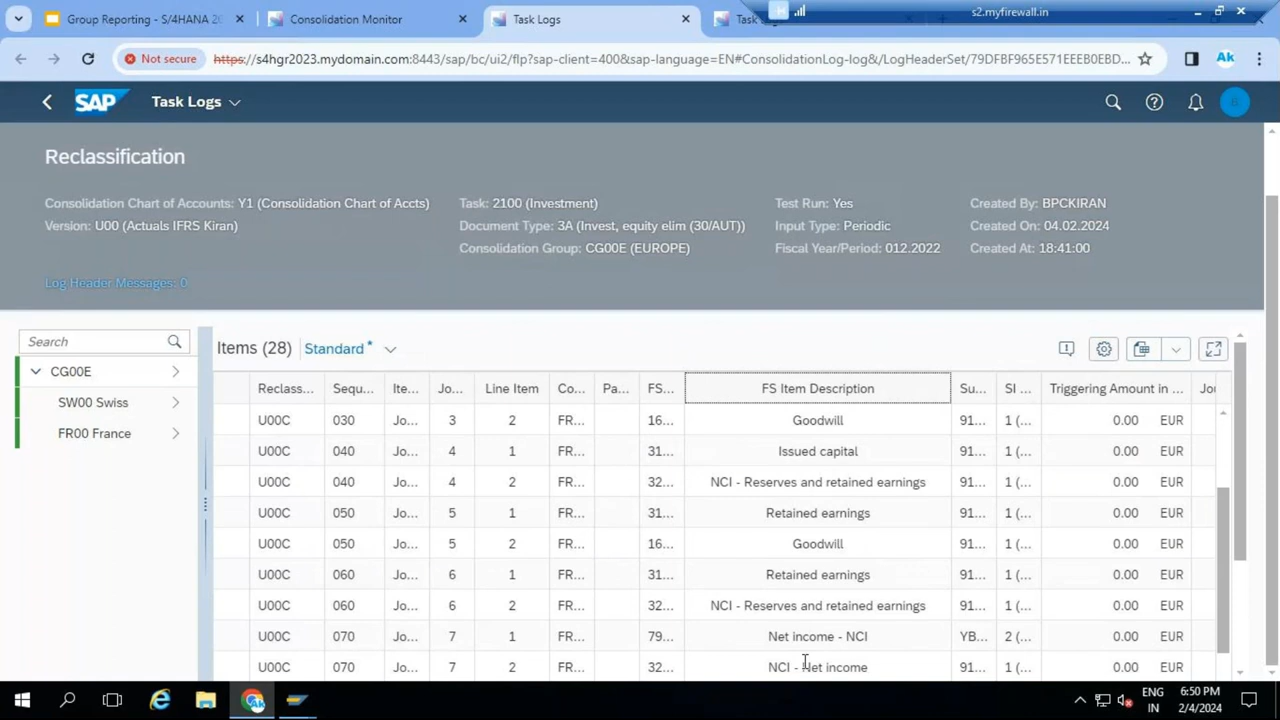 Group Reporting - S/4HANA 20
Consolidation Monitor
Task Logs
s2.myfirewall.in
Not secure
https://s4hgr2023.mydomain.com:8443/sap/bc/ui2/flp?sap-client=400&sap-language=EN#ConsolidationLog-log&/LogHeaderSet/79DFBF965E571EEEB0EBD...
Ak
SAP
Task Logs
B
Reclassification
Consolidation Chart of Accounts: Y1 (Consolidation Chart of Accts)
Task: 2100 (Investment)
Test Run: Yes
Created By: BPCKIRAN
Version: U00 (Actuals IFRS Kiran)
Document Type: 3A (Invest, equity elim (30/AUT))
Input Type: Periodic
Created On: 04.02.2024
Consolidation Group: CG00E (EUROPE)
Fiscal Year/Period: 012.2022
Created At: 18:41:00
Log Header Messages: 0
Search
Items (28) Standard *
CG00E
SW00 Swiss
FR00 France
Reclass... Sequ... Ite... Jo... Line Item Co... Pa... FS... FS Item Description Su... SI ... Triggering Amount in ... Jou
U00C 030 Jo... 3 2 FR... 16... Goodwill 91... 1 (... 0.00 EUR
U00C 040 Jo... 4 1 FR... 31... Issued capital 91... 1 (... 0.00 EUR
U00C 040 Jo... 4 2 FR... 32... NCI - Reserves and retained earnings 91... 1 (... 0.00 EUR
U00C 050 Jo... 5 1 FR... 31... Retained earnings 91... 1 (... 0.00 EUR
U00C 050 Jo... 5 2 FR... 16... Goodwill 91... 1 (... 0.00 EUR
U00C 060 Jo... 6 1 FR... 31... Retained earnings 91... 1 (... 0.00 EUR
U00C 060 Jo... 6 2 FR... 32... NCI - Reserves and retained earnings 91... 1 (... 0.00 EUR
U00C 070 Jo... 7 1 FR... 79... Net income - NCI YB... 2 (... 0.00 EUR
U00C 070 Jo... 7 2 FR... 32... NCI - Net income 91... 1 (... 0.00 EUR
Ak
ENG
IN
6:50 PM
2/4/2024